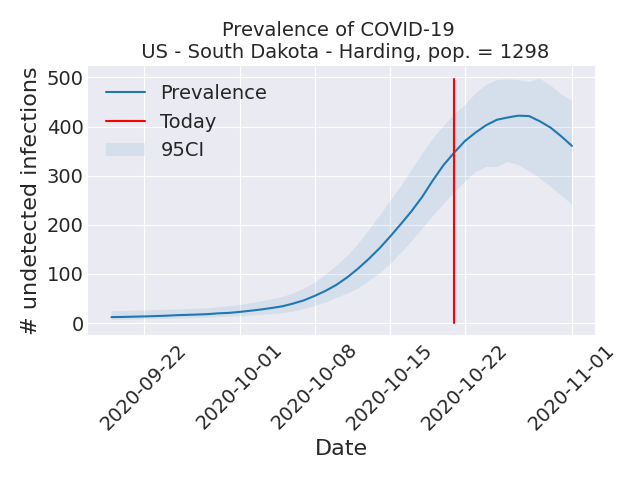 Prevalence of COVID-19
US - South Dakota - Harding, pop. = 1298
# undetected infections
500
400
300
200
100
0
Prevalence
Today
95CI
2020-09-22
2020-10-01
2020-10-08
2020-10-15
2020-10-22
2020-11-01
Date